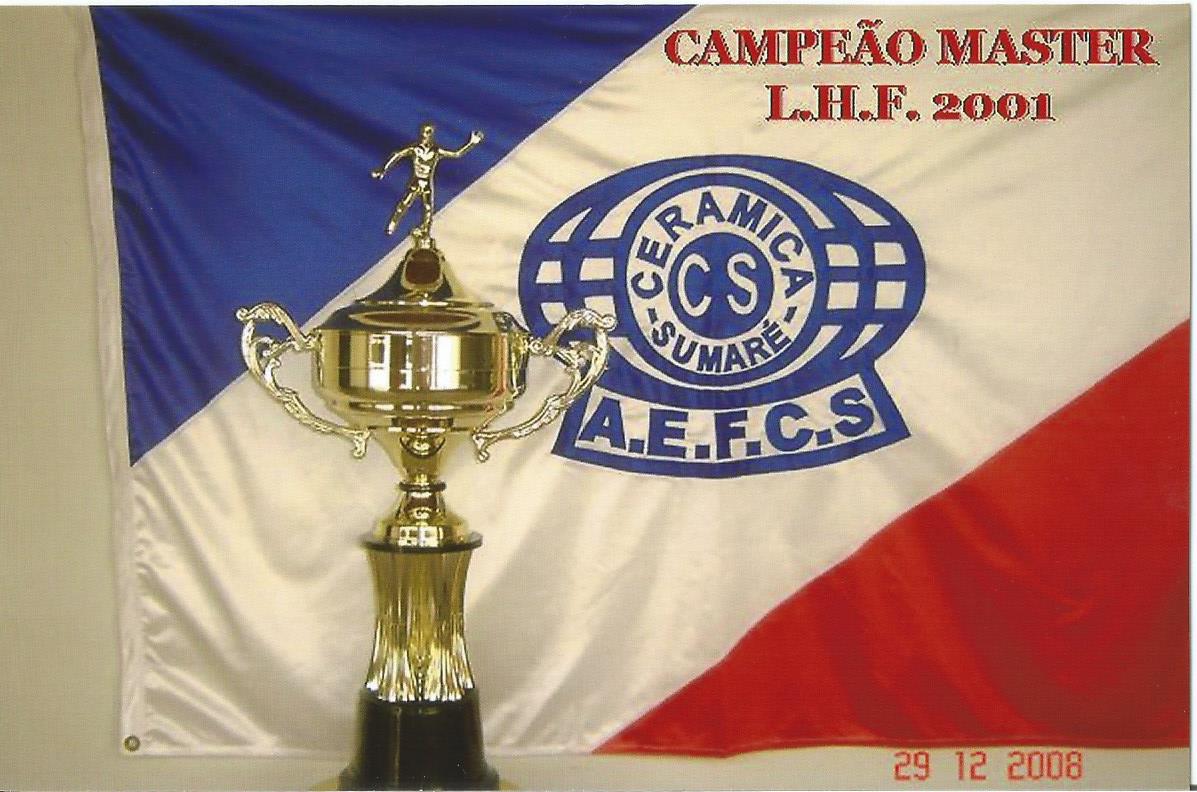 CAMPEÃO MASTER
L.H.F. 2001
CERAMICA
CS
- SUMARÉ -
A.E.F.C.S
29 12 2008